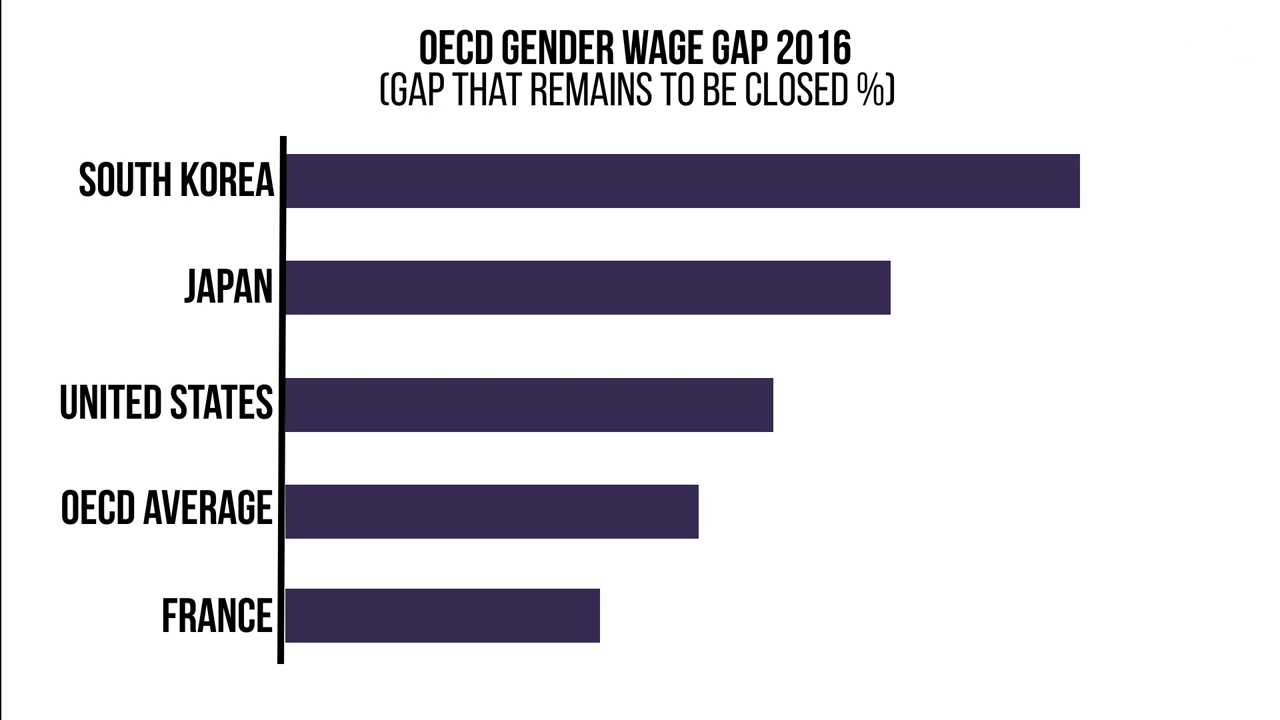 OECD GENDER WAGE GAP 2016
(GAP THAT REMAINS TO BE CLOSED %)
SOUTH KOREA
JAPAN
UNITED STATES
OECD AVERAGE
FRANCE